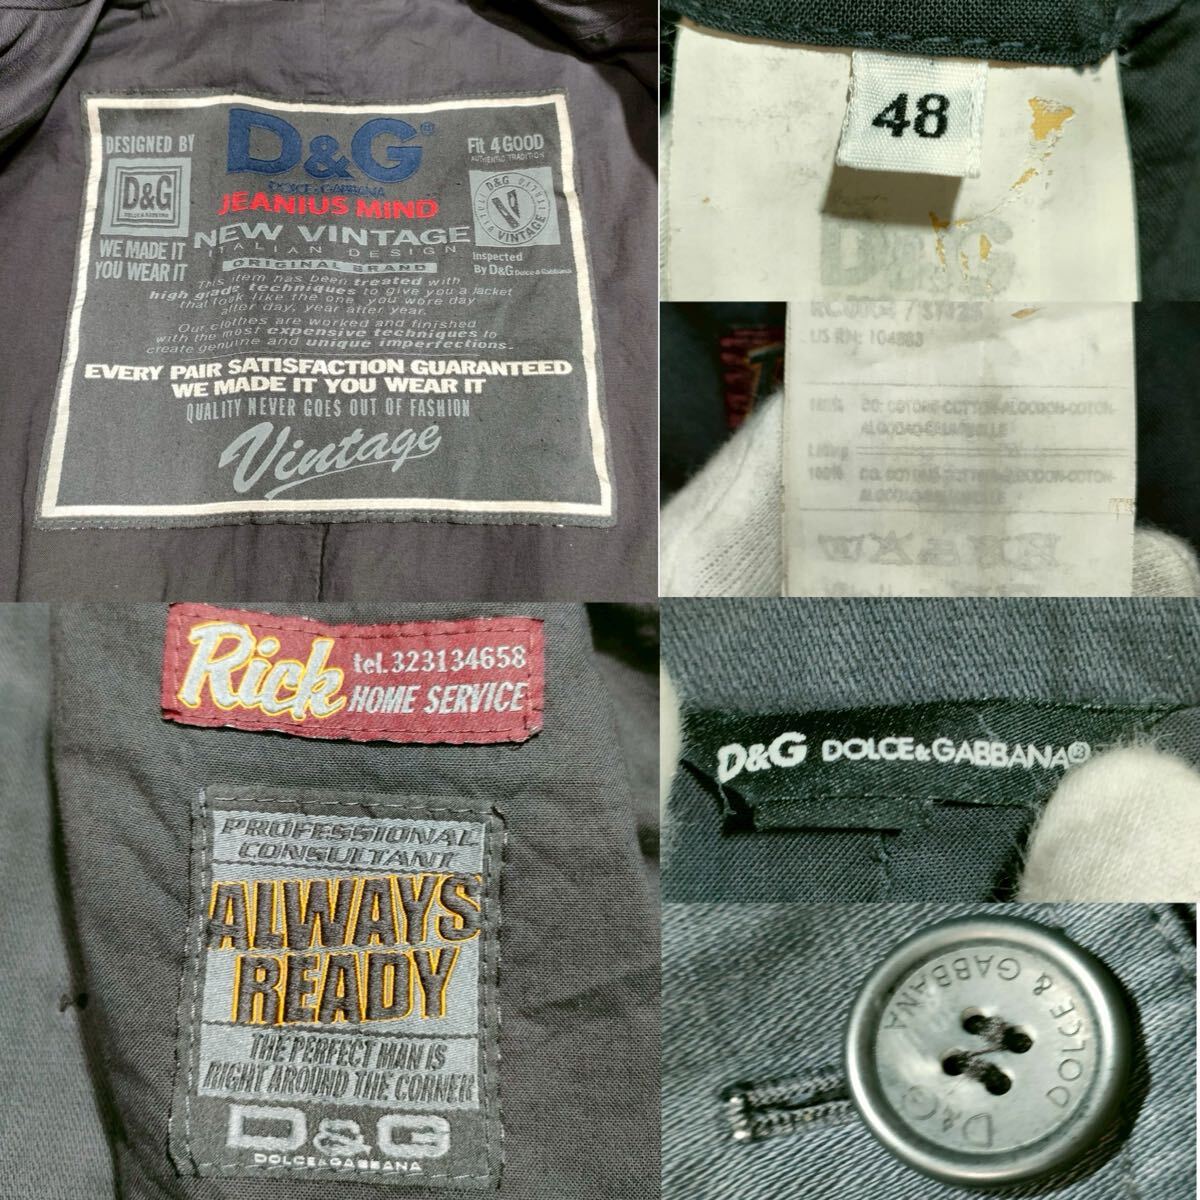 DESIGNED BY
D&G
DOLCE & GABBANA
WE MADE IT
YOU WEAR IT
D&G®
DOLCE & GABBANA
JEANIUS MIND
NEW VINTAGE
ITALIAN DESIGN
ORIGINAL BRAND
Fit 4 GOOD
AUTHENTIC TRADITION
D&G
VINTAGE
Inspected
By D&G Dolce & Gabbana
This item has been treated with
high grade techniques to give you a jacket
that look like the one you wore day
after day, year after year.
Our clothes are worked and finished
with the most expensive techniques to
create genuine and unique imperfections.
EVERY PAIR SATISFACTION GUARANTEED
WE MADE IT YOU WEAR IT
QUALITY NEVER GOES OUT OF FASHION
Vintage
48
D&G
US RN: 104883
100%
100%
Rick
tel.323134658
HOME SERVICE
PROFESSIONAL
CONSULTANT
ALWAYS
READY
THE PERFECT MAN IS
RIGHT AROUND THE CORNER
D&G
DOLCE&GABBANA
D&G DOLCE&GABBANA®
D&G DOLCE & GABBANA